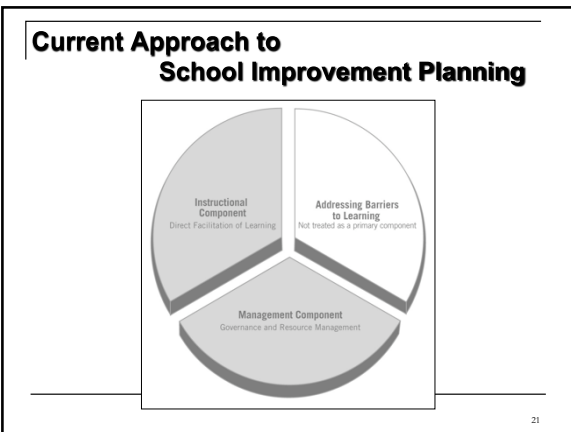 Current Approach to
School Improvement Planning
Instructional
Component
Direct Facilitation of Learning
Addressing Barriers
to Learning
Not treated as a primary component
Management Component
Governance and Resource Management
21